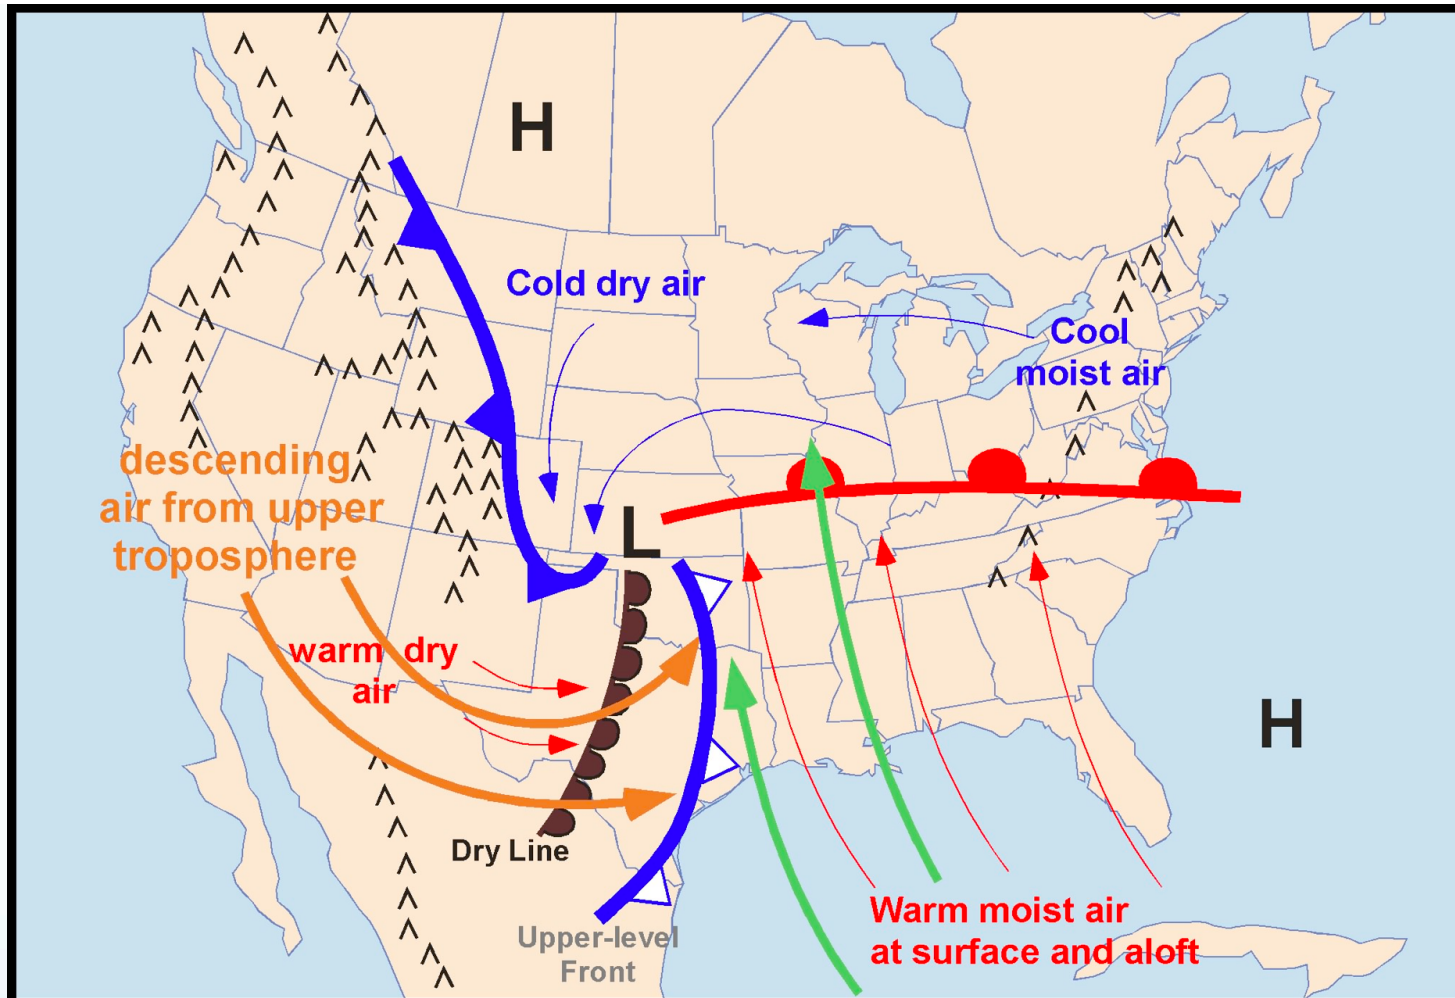 H
Cold dry air
Cool
moist air
descending
air from upper
troposphere
L
warm dry
air
H
Dry Line
Warm moist air
at surface and aloft
Upper-level
Front